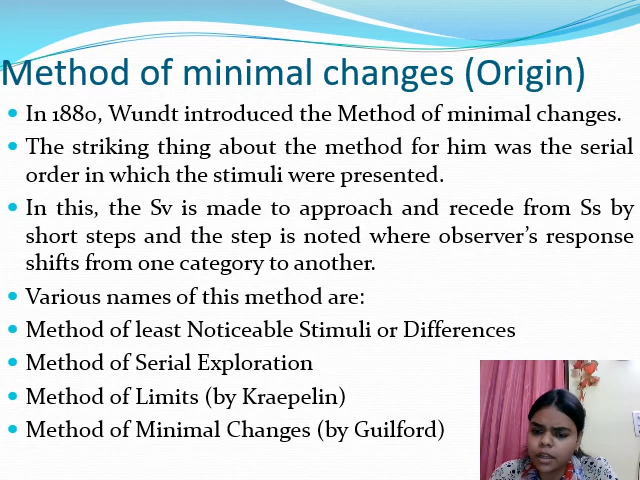 Method of minimal changes (Origin)
In 1880, Wundt introduced the Method of minimal changes.
The striking thing about the method for him was the serial
order in which the stimuli were presented.
In this, the Sv is made to approach and recede from Ss by
short steps and the step is noted where observer's response
shifts from one category to another.
Various names of this method are:
Method of least Noticeable Stimuli or Differences
Method of Serial Exploration
Method of Limits (by Kraepelin)
Method of Minimal Changes (by Guilford)